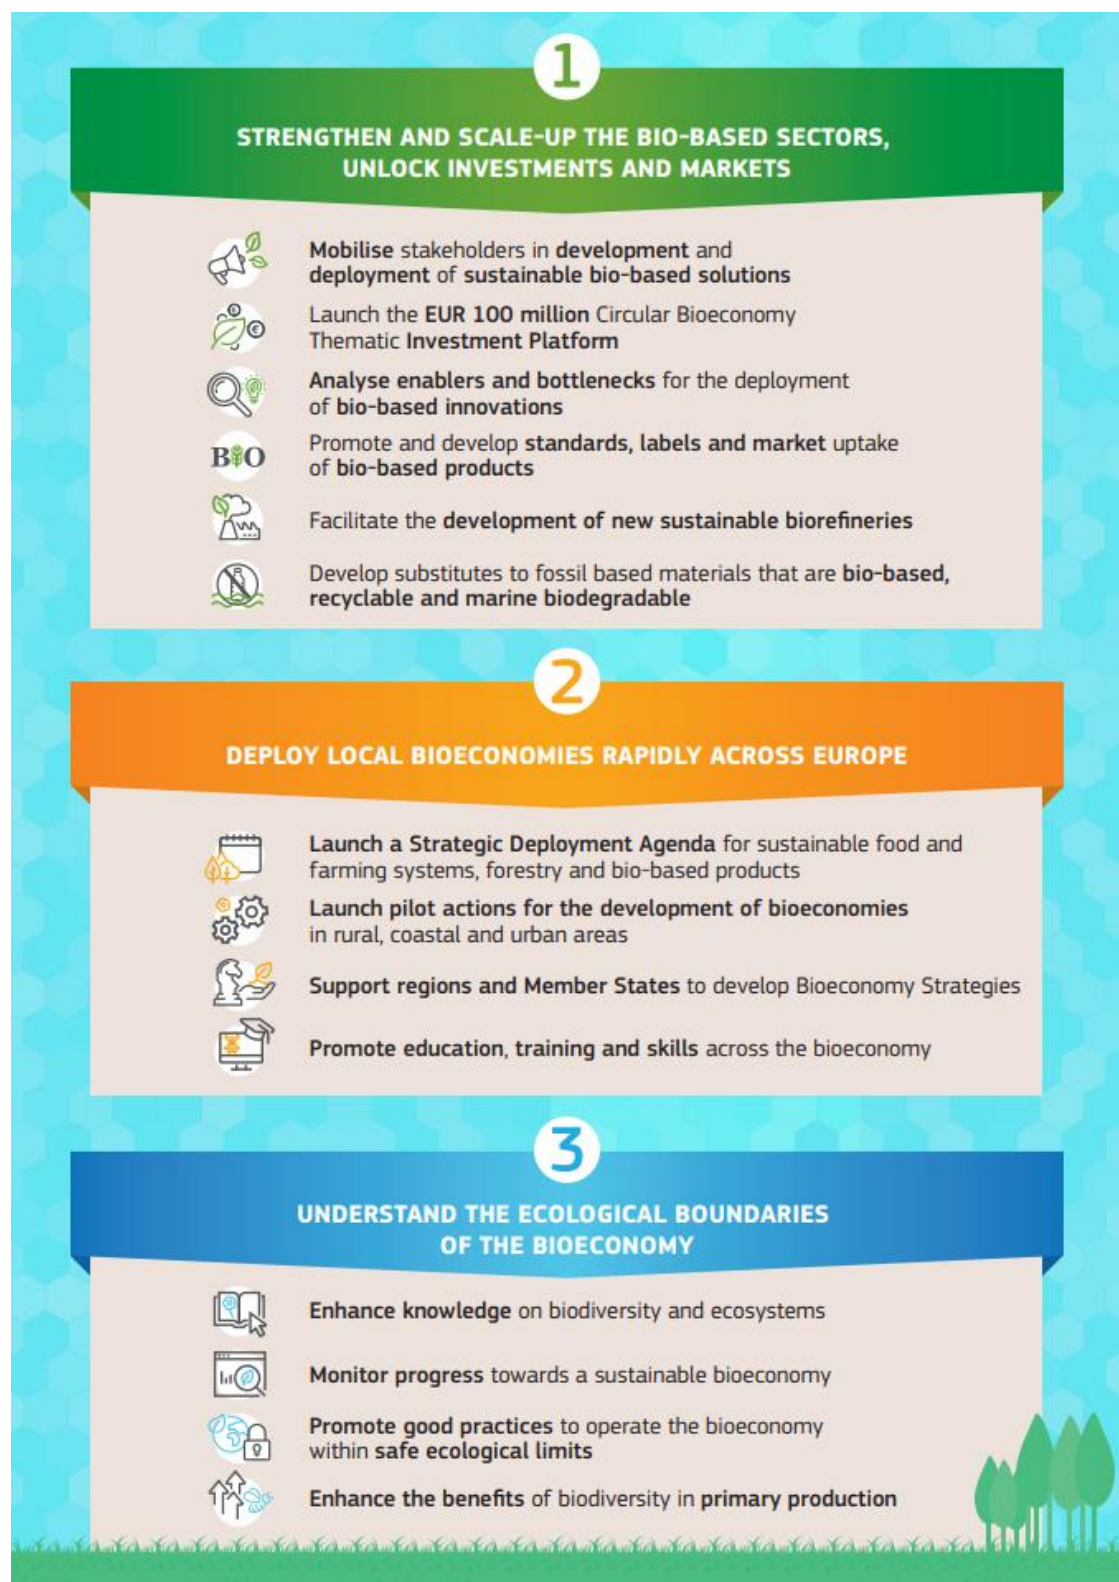 1
STRENGTHEN AND SCALE-UP THE BIO-BASED SECTORS,
UNLOCK INVESTMENTS AND MARKETS
Mobilise stakeholders in development and
deployment of sustainable bio-based solutions
Launch the EUR 100 million Circular Bioeconomy
Thematic Investment Platform
Analyse enablers and bottlenecks for the deployment
of bio-based innovations
BIO
Promote and develop standards, labels and market uptake
of bio-based products
Facilitate the development of new sustainable biorefineries
Develop substitutes to fossil based materials that are bio-based,
recyclable and marine biodegradable
2
DEPLOY LOCAL BIOECONOMIES RAPIDLY ACROSS EUROPE
Launch a Strategic Deployment Agenda for sustainable food and
farming systems, forestry and bio-based products
Launch pilot actions for the development of bioeconomies
in rural, coastal and urban areas
Support regions and Member States to develop Bioeconomy Strategies
Promote education, training and skills across the bioeconomy
3
UNDERSTAND THE ECOLOGICAL BOUNDARIES
OF THE BIOECONOMY
Enhance knowledge on biodiversity and ecosystems
Monitor progress towards a sustainable bioeconomy
Promote good practices to operate the bioeconomy
within safe ecological limits
Enhance the benefits of biodiversity in primary production